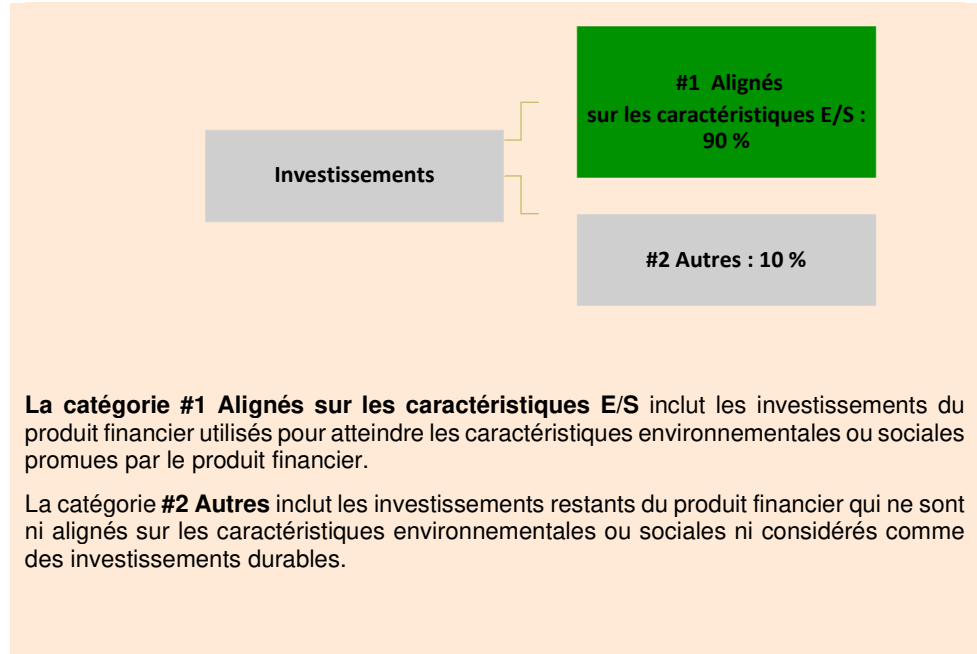 #1 Alignés
sur les caractéristiques E/S :
90 %
Investissements
#2 Autres : 10 %
La catégorie #1 Alignés sur les caractéristiques E/S inclut les investissements du
produit financier utilisés pour atteindre les caractéristiques environnementales ou sociales
promues par le produit financier.
La catégorie #2 Autres inclut les investissements restants du produit financier qui ne sont
ni alignés sur les caractéristiques environnementales ou sociales ni considérés comme
des investissements durables.